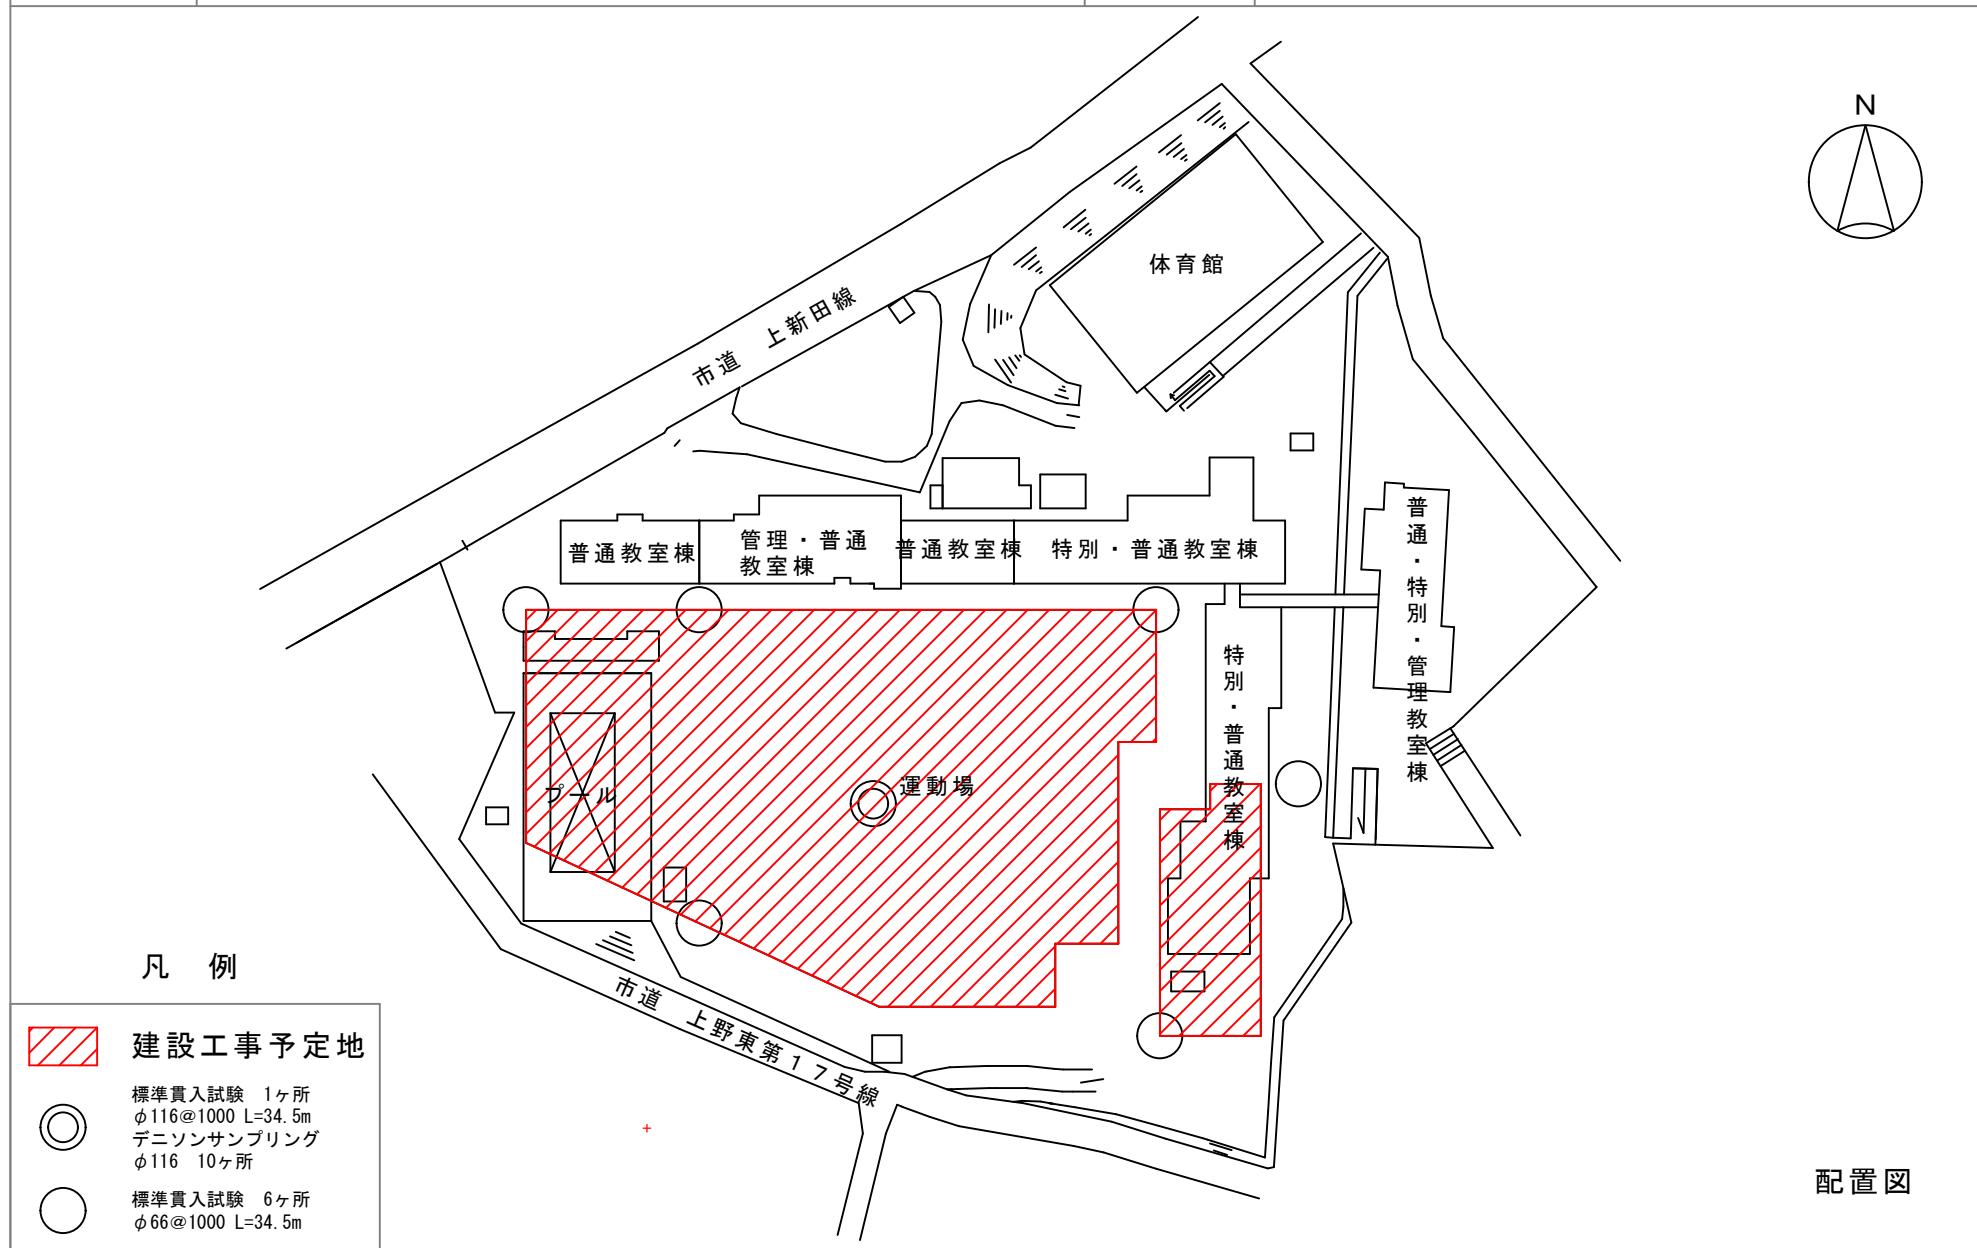 N
体育館
市道　上新田線
普通教室棟
管理・普通
教室棟
普通教室棟
特別・普通教室棟
普通・特別・管理教室棟
特別・普通教室棟
運動場
プール
市道　上野東第１７号線
凡　例
建設工事予定地
標準貫入試験　1ヶ所
φ116@1000 L=34.5m
デニソンサンプリング
φ116　10ヶ所
標準貫入試験　6ヶ所
φ66@1000 L=34.5m
配置図